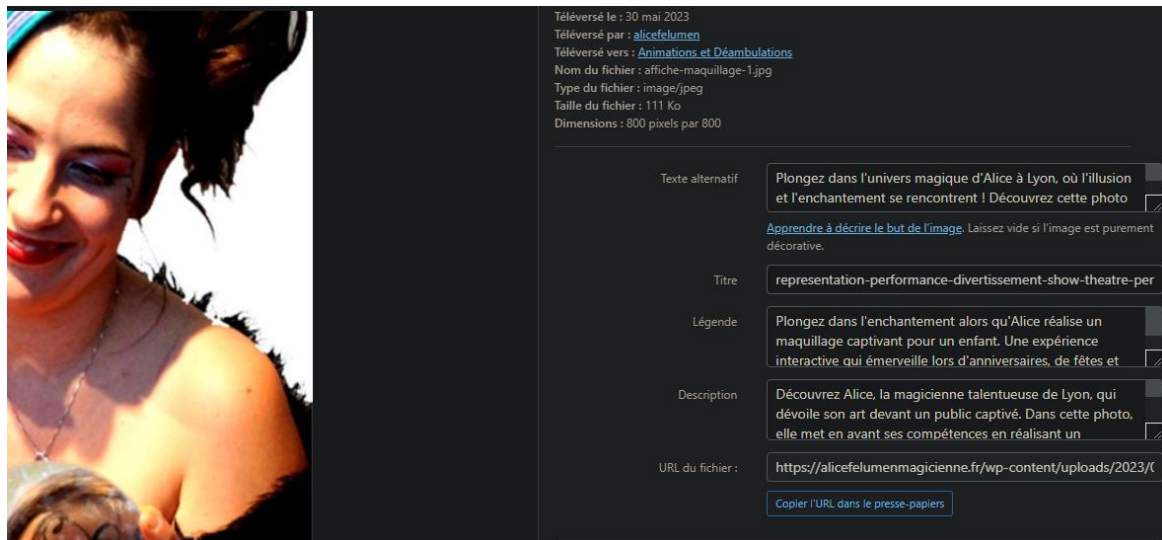 Téléversé le : 30 mai 2023
Téléversé par : alicefelumen
Téléversé vers : Animations et Déambulations
Nom du fichier : affiche-maquillage-1.jpg
Type du fichier : image/jpeg
Taille du fichier : 111 Ko
Dimensions : 800 pixels par 800
Texte alternatif
Plongez dans l'univers magique d'Alice à Lyon, où l'illusion
et l'enchantement se rencontrent ! Découvrez cette photo
Apprendre à décrire le but de l'image. Laissez vide si l'image est purement
décorative.
Titre
representation-performance-divertissement-show-theatre-per
Légende
Plongez dans l'enchantement alors qu'Alice réalise un
maquillage captivant pour un enfant. Une expérience
interactive qui émerveille lors d'anniversaires, de fêtes et
Description
Découvrez Alice, la magicienne talentueuse de Lyon, qui
dévoile son art devant un public captivé. Dans cette photo,
elle met en avant ses compétences en réalisant un
URL du fichier :
https://alicefelumenmagicienne.fr/wp-content/uploads/2023/(
Copier l'URL dans le presse-papiers